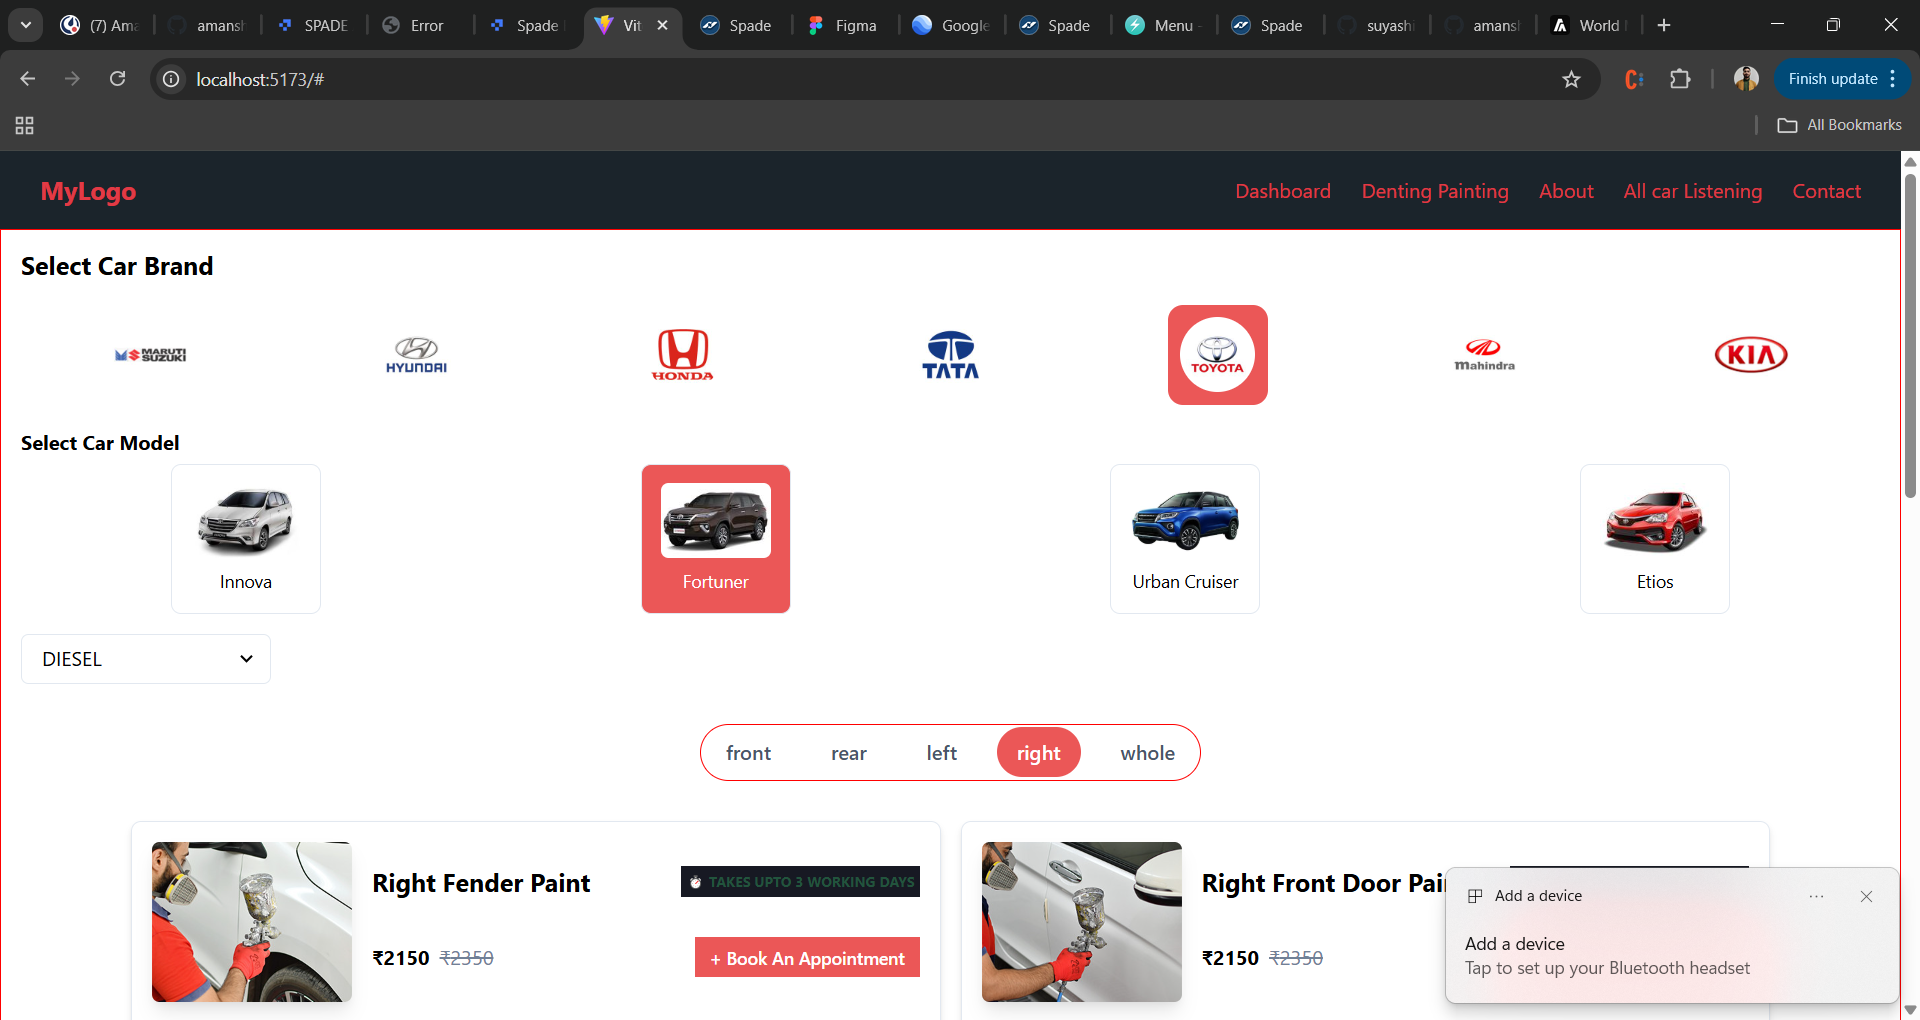 (7) Ama
amansh
SPADE
Error
Spade
Vit
Spade
Figma
Google
Spade
Menu -
Spade
suyashi
amansh
World
localhost:5173/#
Finish update
All Bookmarks
MyLogo
Dashboard
Denting Painting
About
All car Listening
Contact
Select Car Brand
MARUTI
SUZUKI
HYUNDAI
HONDA
TATA
TOYOTA
Mahindra
KIA
Select Car Model
Innova
Fortuner
Urban Cruiser
Etios
DIESEL
front
rear
left
right
whole
Right Fender Paint
TAKES UPTO 3 WORKING DAYS
₹2150 ₹2350
+ Book An Appointment
Right Front Door Pai
₹2150 ₹2350
Add a device
Add a device
Tap to set up your Bluetooth headset